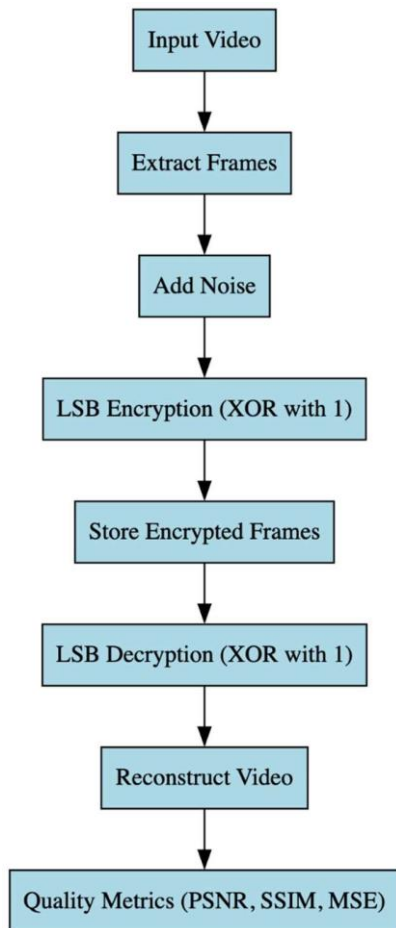 Input Video
Extract Frames
Add Noise
LSB Encryption (XOR with 1)
Store Encrypted Frames
LSB Decryption (XOR with 1)
Reconstruct Video
Quality Metrics (PSNR, SSIM, MSE)